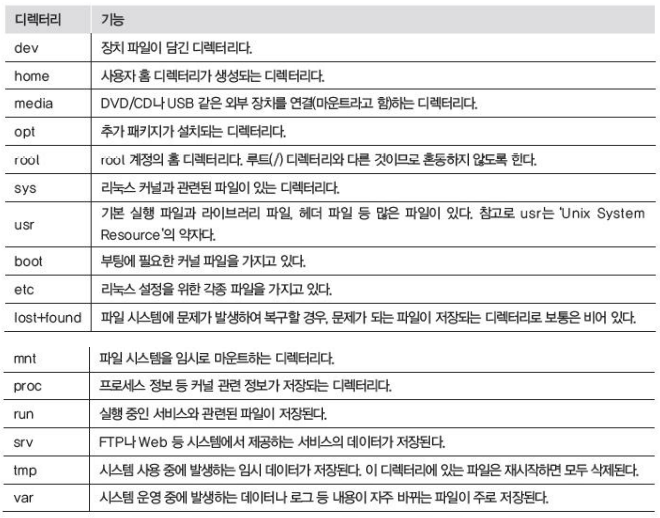 디렉터리 기능
dev 장치 파일이 담긴 디렉터리다.
home 사용자 홈 디렉터리가 생성되는 디렉터리다.
media DVD/CD나 USB 같은 외부 장치를 연결(마운트라고 함)하는 디렉터리다.
opt 추가 패키지가 설치되는 디렉터리다.
root root 계정의 홈 디렉터리다. 루트(/) 디렉터리와 다른 것이므로 혼동하지 않도록 한다.
sys 리눅스 커널과 관련된 파일이 있는 디렉터리다.
usr 기본 실행 파일과 라이브러리 파일, 헤더 파일 등 많은 파일이 있다. 참고로 usr는 'Unix System
Resource'의 약자다.
boot 부팅에 필요한 커널 파일을 가지고 있다.
etc 리눅스 설정을 위한 각종 파일을 가지고 있다.
lost+found 파일 시스템에 문제가 발생하여 복구할 경우, 문제가 되는 파일이 저장되는 디렉터리로 보통은 비어 있다.
mnt 파일 시스템을 임시로 마운트하는 디렉터리다.
proc 프로세스 정보 등 커널 관련 정보가 저장되는 디렉터리다.
run 실행 중인 서비스와 관련된 파일이 저장된다.
srv FTP나 Web 등 시스템에서 제공하는 서비스의 데이터가 저장된다.
tmp 시스템 사용 중에 발생하는 임시 데이터가 저장된다. 이 디렉터리에 있는 파일은 재시작하면 모두 삭제된다.
var 시스템 운영 중에 발생하는 데이터나 로그 등 내용이 자주 바뀌는 파일이 주로 저장된다.